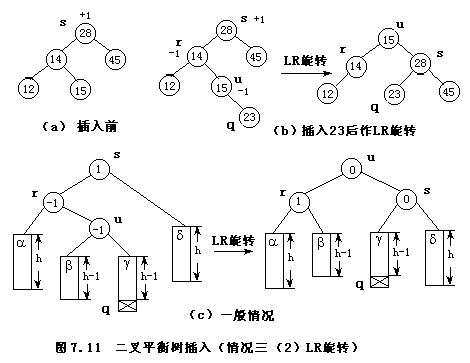 s +1
28
14
45
12
15
(a) 插入前
s +1
28
r
-1
14
45
u
12
15
-1
23
q
LR旋转
u
15
r
14
28
s
12
23
45
q
(b)插入23后作LR旋转
s
1
r
-1
u
-1
α
h
β
h-1
γ
h-1
δ
h
q
LR旋转
u
0
r
1
s
0
α
h
β
h-1
γ
h-1
δ
h
q
(c)一般情况
图7.11 二叉平衡树插入(情况三(2)LR旋转)